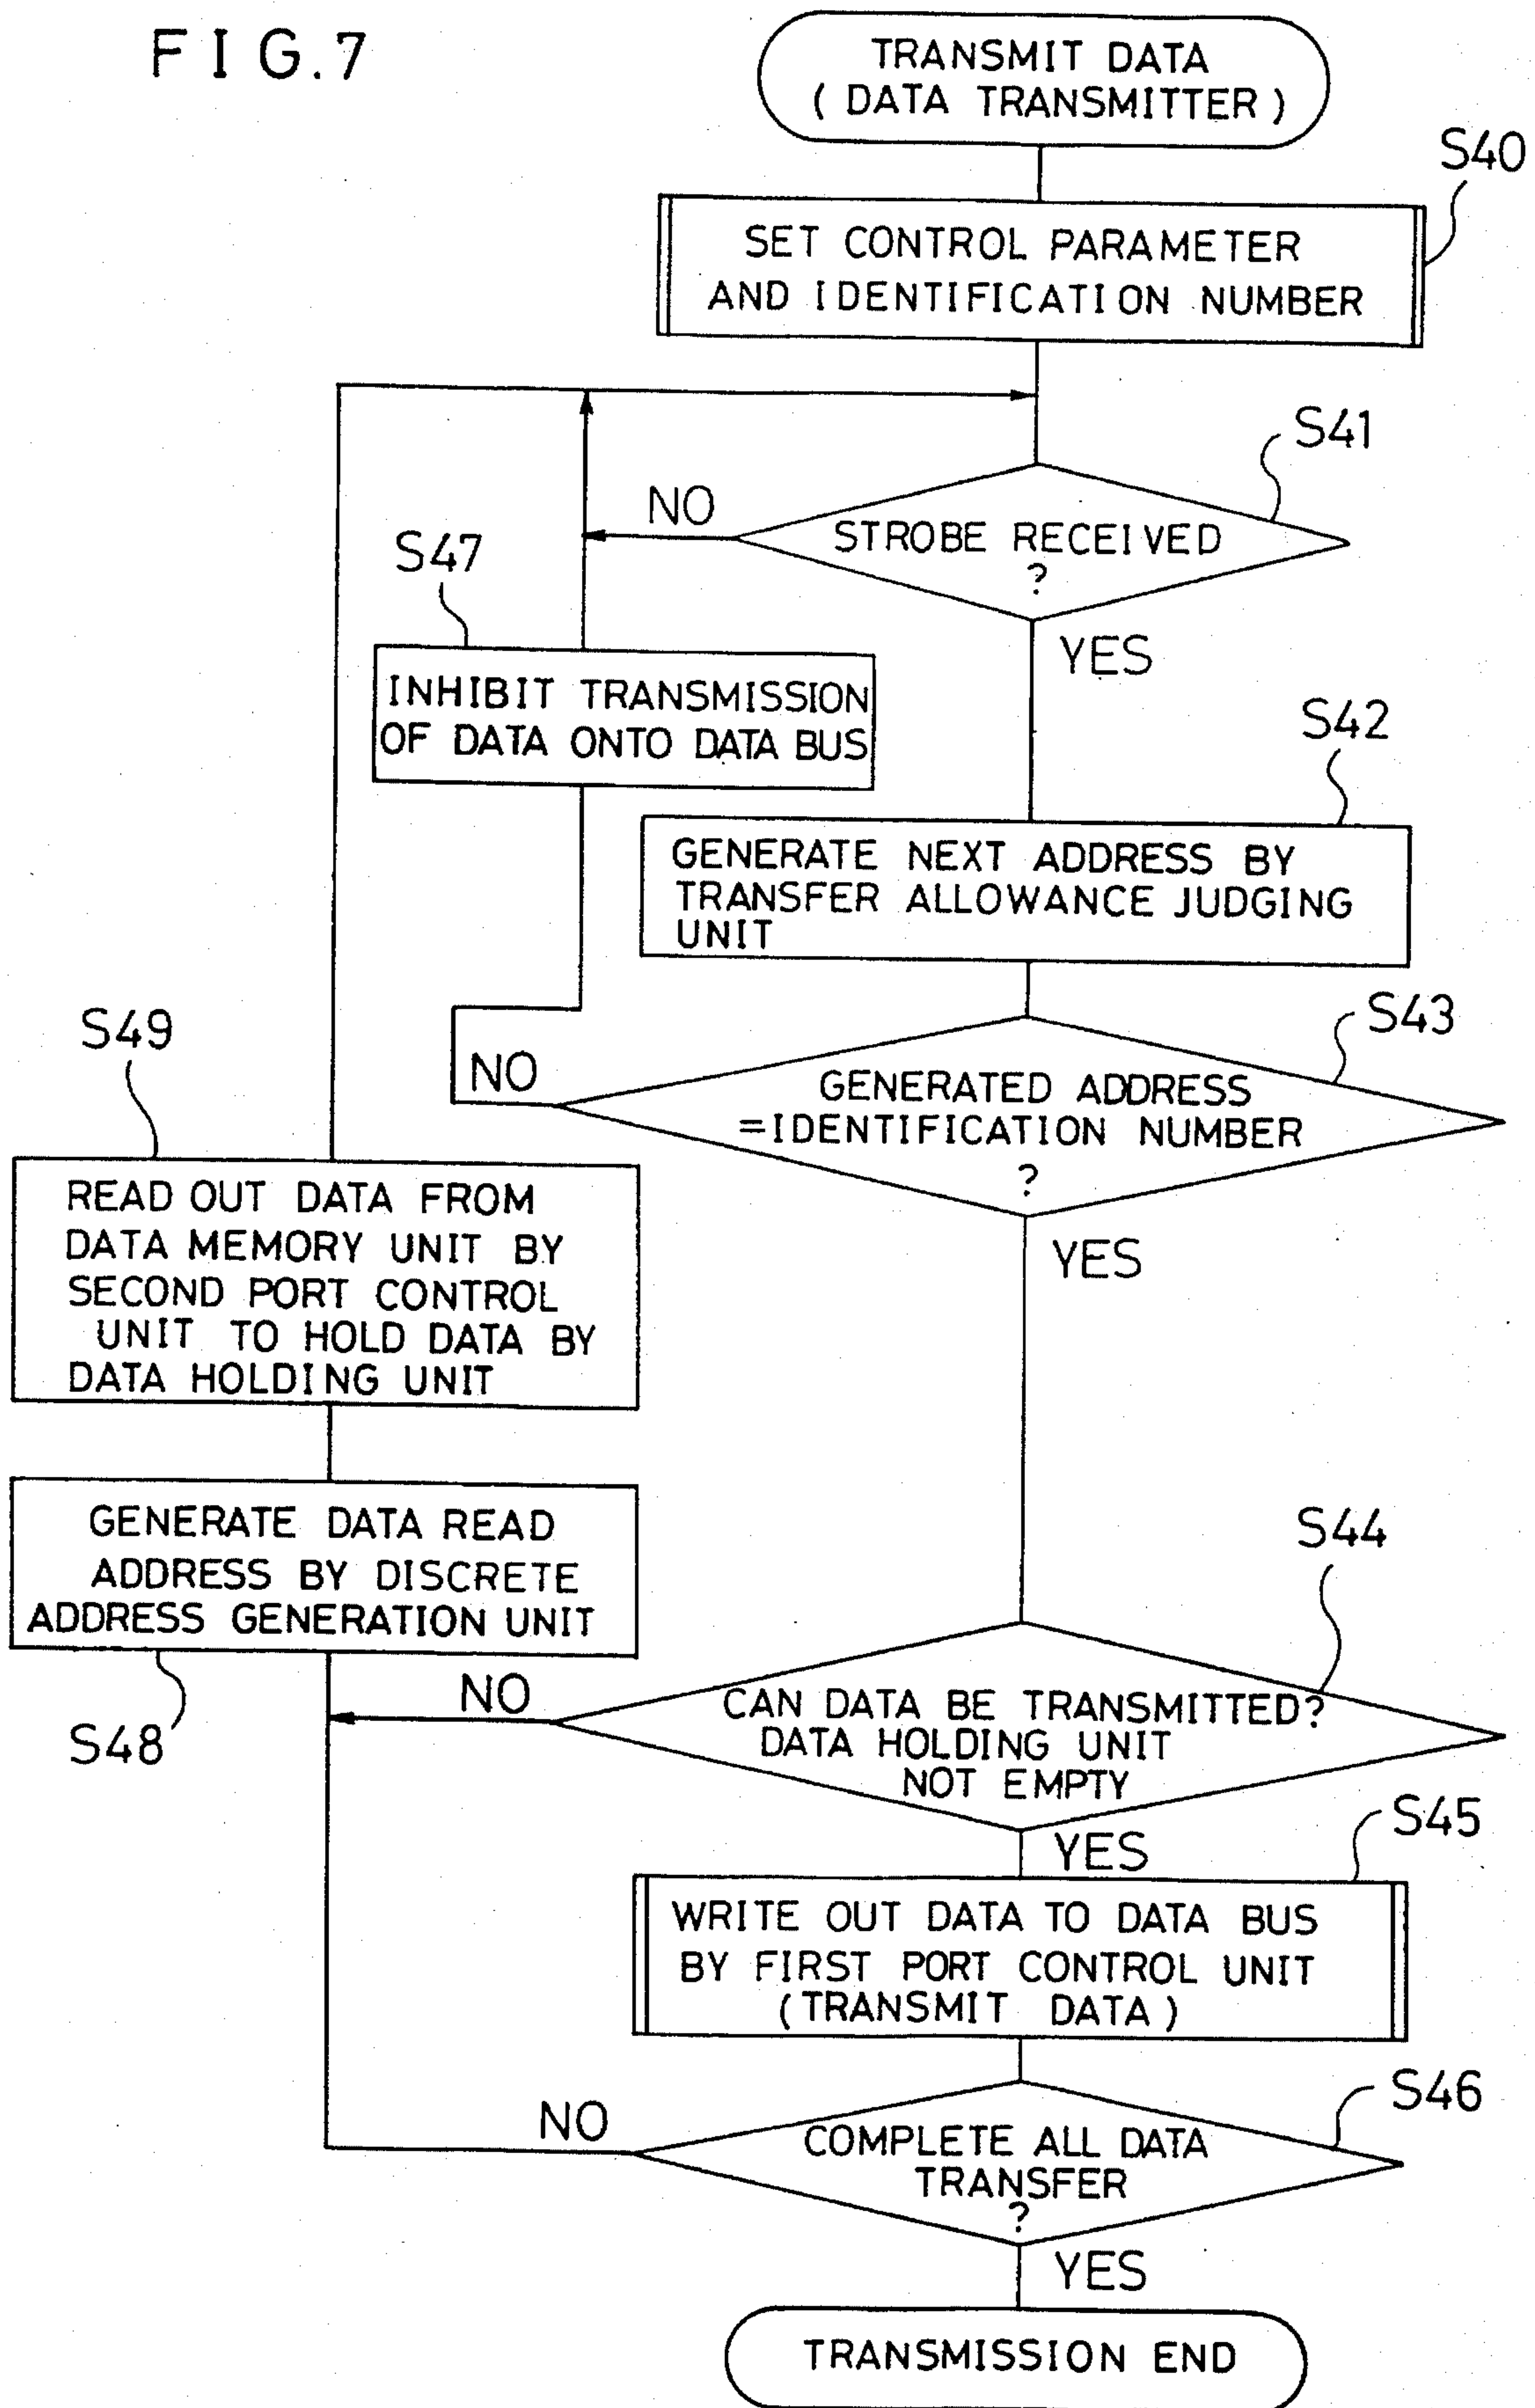 FIG.7
TRANSMIT DATA
( DATA TRANSMITTER )
S40
SET CONTROL PARAMETER
AND IDENTIFICATION NUMBER
S41
NO
STROBE RECEIVED
?
S47
YES
INHIBIT TRANSMISSION
OF DATA ONTO DATA BUS
S42
GENERATE NEXT ADDRESS BY
TRANSFER ALLOWANCE JUDGING
UNIT
S43
S49
NO
GENERATED ADDRESS
=IDENTIFICATION NUMBER
?
YES
READ OUT DATA FROM
DATA MEMORY UNIT BY
SECOND PORT CONTROL
UNIT TO HOLD DATA BY
DATA HOLDING UNIT
GENERATE DATA READ
ADDRESS BY DISCRETE
ADDRESS GENERATION UNIT
S44
S48
NO
CAN DATA BE TRANSMITTED?
DATA HOLDING UNIT
NOT EMPTY
YES
S45
WRITE OUT DATA TO DATA BUS
BY FIRST PORT CONTROL UNIT
(TRANSMIT DATA)
S46
NO
COMPLETE ALL DATA
TRANSFER
?
YES
TRANSMISSION END